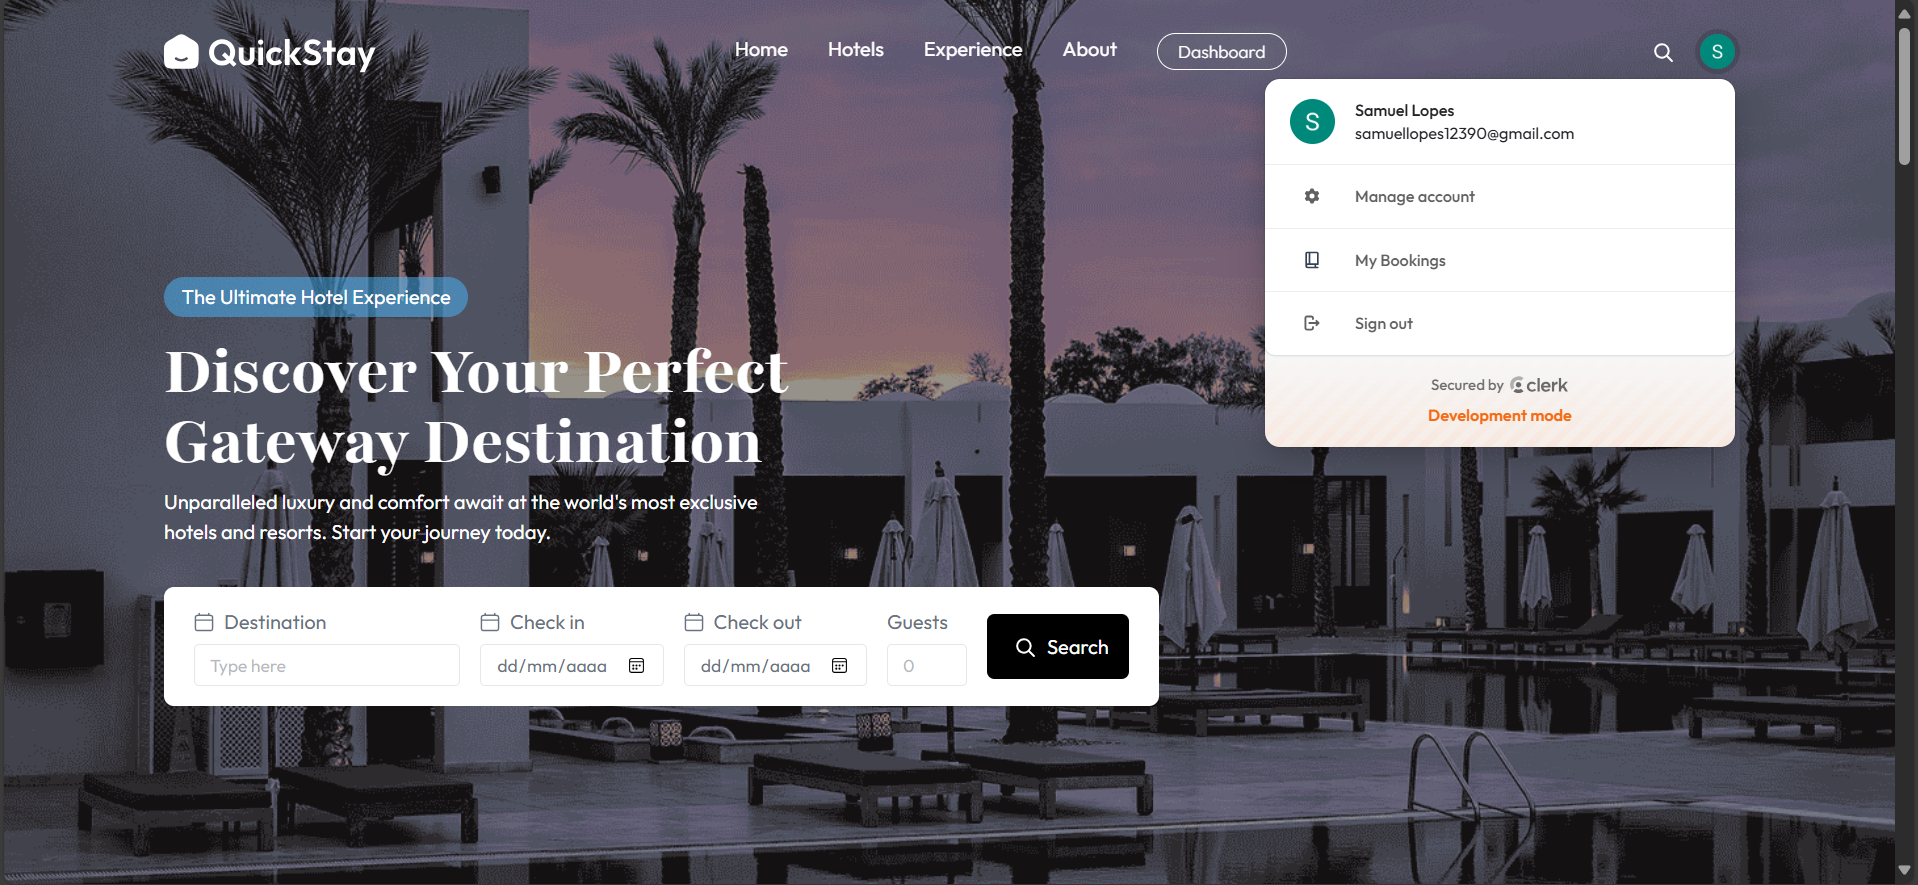 QuickStay
Home
Hotels
Experience
About
Dashboard
S
S
Samuel Lopes
samuellopes12390@gmail.com
Manage account
My Bookings
Sign out
Secured by clerk
Development mode
The Ultimate Hotel Experience
Discover Your Perfect
Gateway Destination
Unparalleled luxury and comfort await at the world's most exclusive
hotels and resorts. Start your journey today.
Destination
Type here
Check in
dd/mm/aaaa
Check out
dd/mm/aaaa
Guests
0
Search